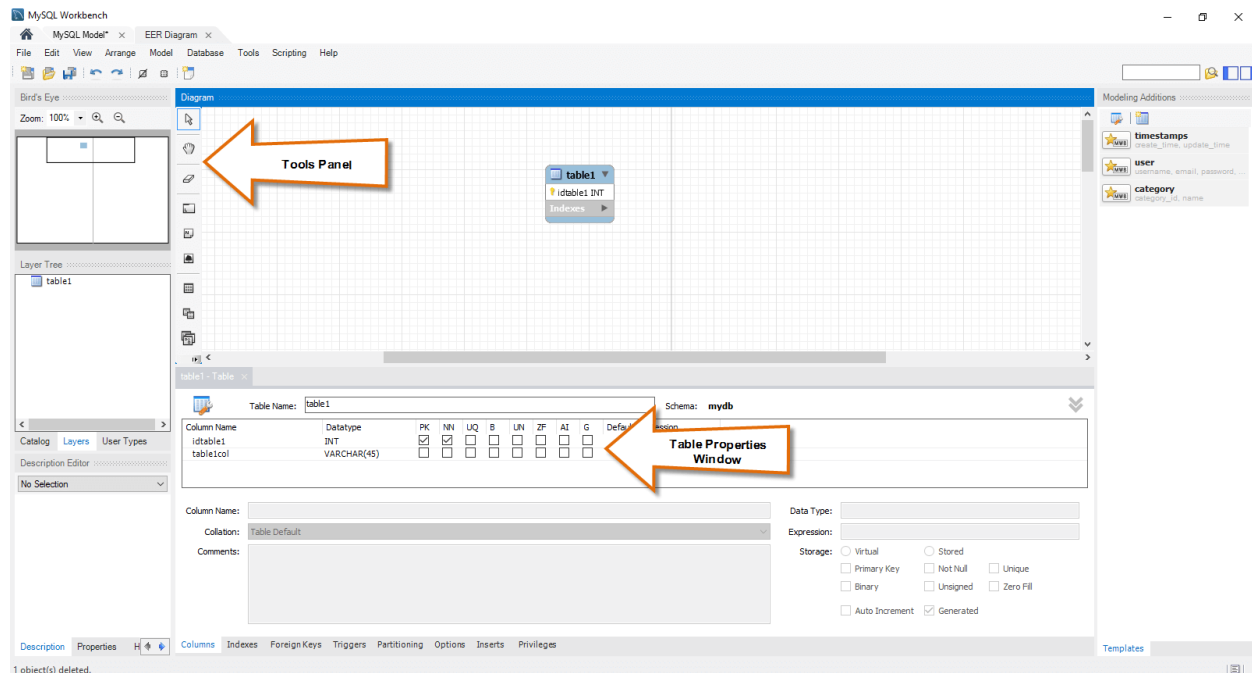 MySQL Workbench
MySQL Model* × EER Diagram ×
File Edit View Arrange Model Database Tools Scripting Help
Bird's Eye
Zoom: 100%
Diagram
Modeling Additions
timestamps
create_time, update_time
user
username, email, password, ...
category
category_id, name
Tools Panel
table1
idtable1 INT
Indexes
Layer Tree
table1
Catalog Layers User Types
Description Editor
No Selection
table1 - Table ×
Table Name: table1 Schema: mydb
Column Name Datatype PK NN UQ B UN ZF AI G
idtable1 INT
table1col VARCHAR(45)
Table Properties
Window
Column Name: Data Type:
Collation: Table Default Expression:
Comments: Storage: Virtual Stored
Primary Key Not Null Unique
Binary Unsigned Zero Fill
Auto Increment Generated
Description Properties H
Columns Indexes Foreign Keys Triggers Partitioning Options Inserts Privileges
Templates
1 object(s) deleted.